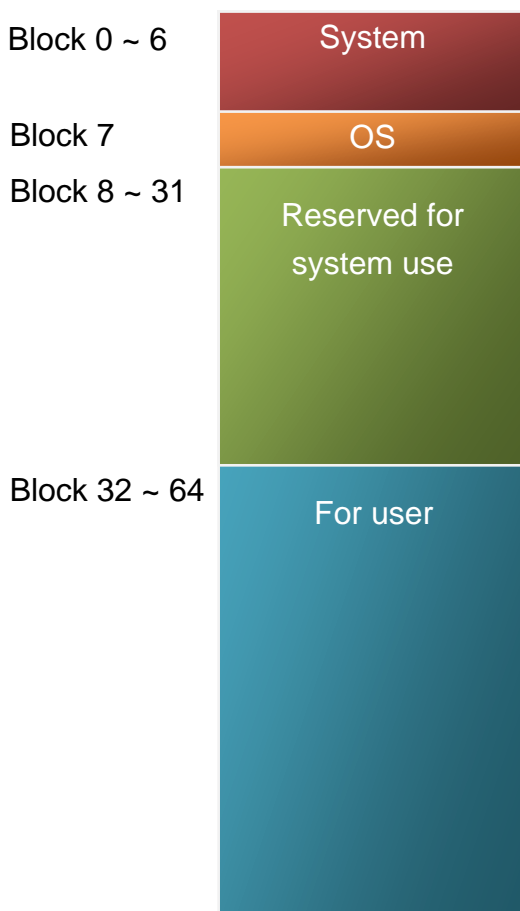 Block 0 ~ 6
System
Block 7
OS
Block 8 ~ 31
Reserved for
system use
Block 32 ~ 64
For user